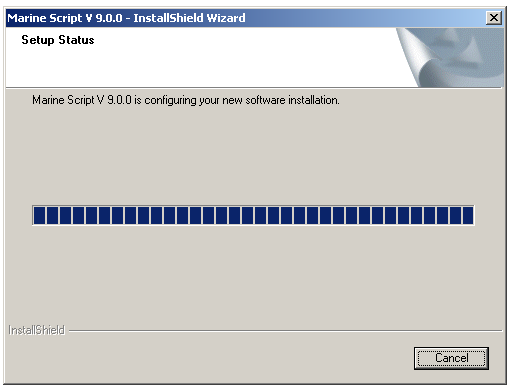 Marine Script V 9.0.0 - InstallShield Wizard
Setup Status
Marine Script V 9.0.0 is configuring your new software installation.
InstallShield
Cancel